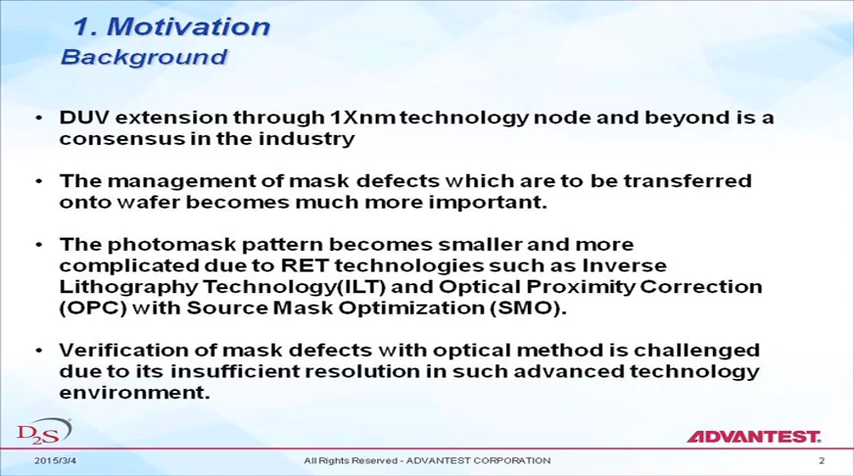 1. Motivation
Background
• DUV extension through 1Xnm technology node and beyond is a
consensus in the industry
• The management of mask defects which are to be transferred
onto wafer becomes much more important.
• The photomask pattern becomes smaller and more
complicated due to RET technologies such as Inverse
Lithography Technology(ILT) and Optical Proximity Correction
(OPC) with Source Mask Optimization (SMO).
• Verification of mask defects with optical method is challenged
due to its insufficient resolution in such advanced technology
environment.
D2S
ADVANTEST.
2015/3/4
All Rights Reserved - ADVANTEST CORPORATION
2